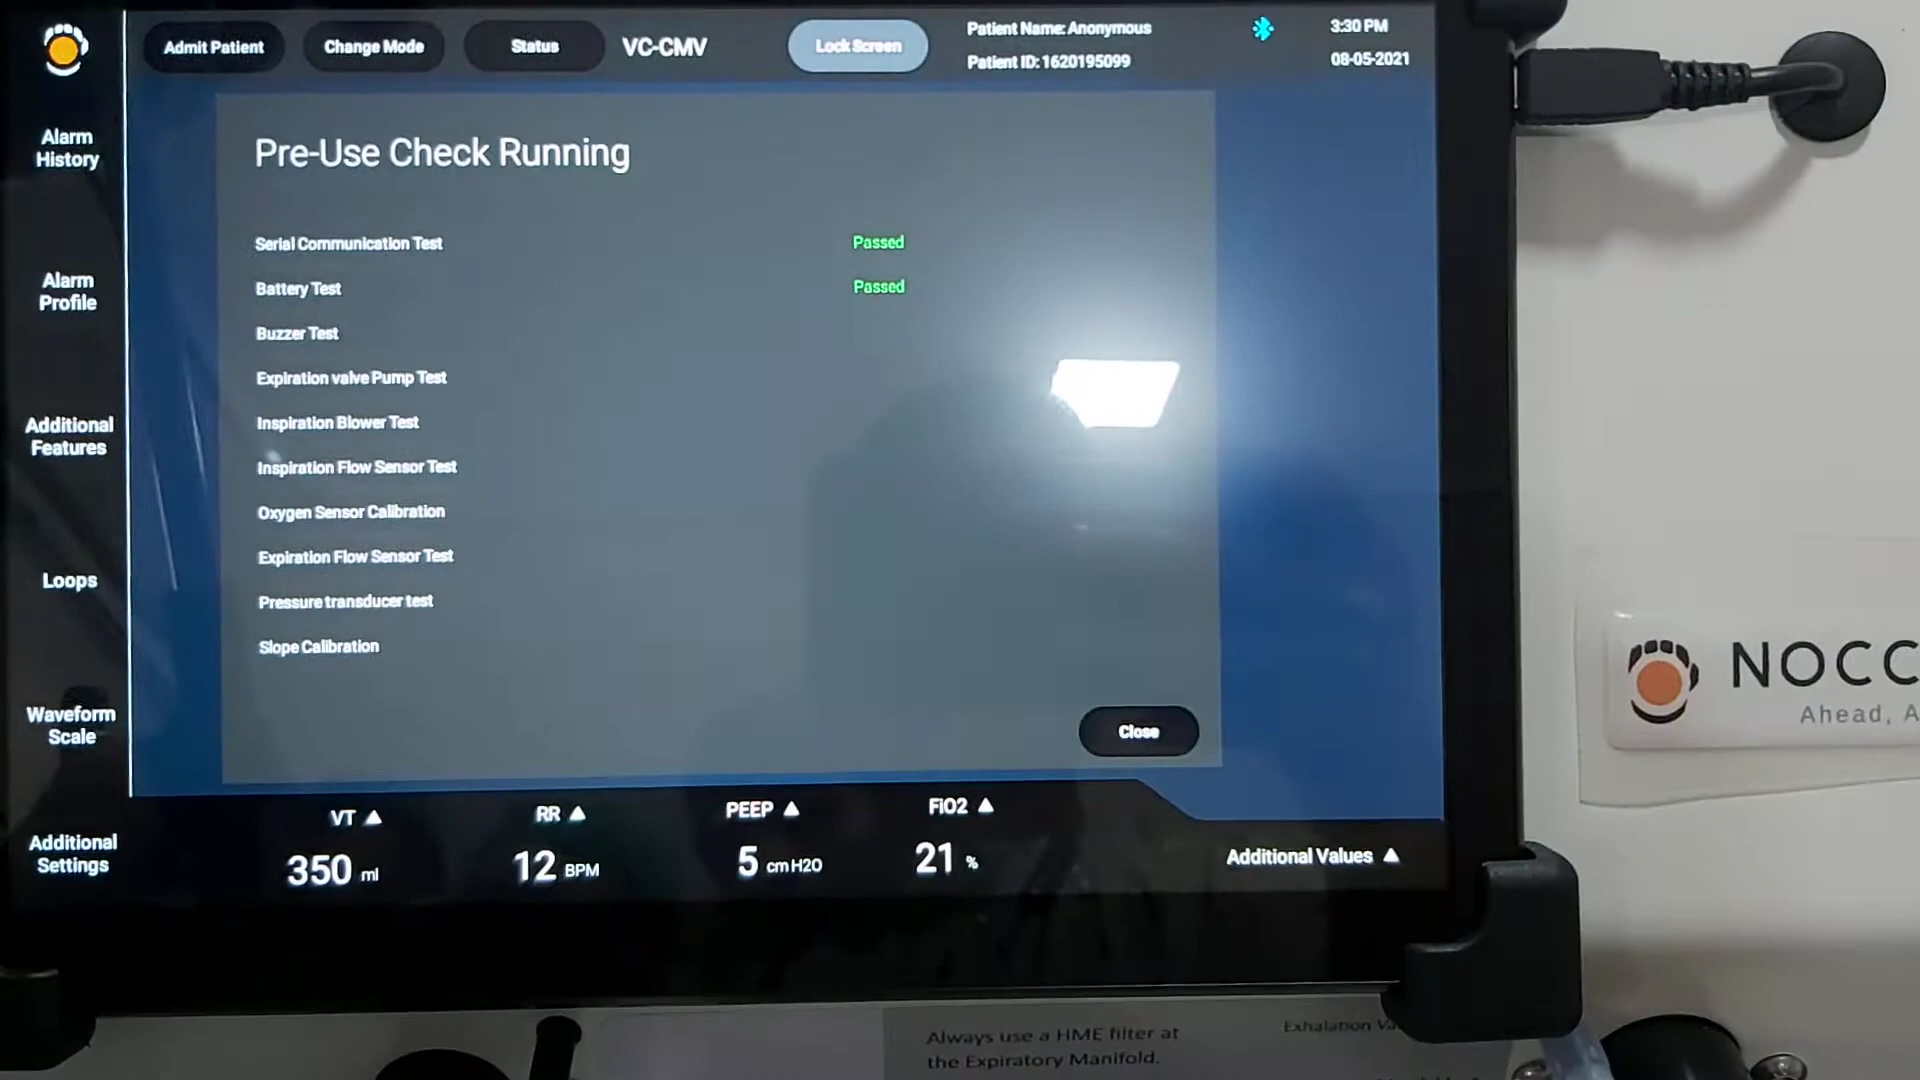 Admit Patient
Change Mode
Status
VC-CMV
Lock Screen
Patient Name: Anonymous
Patient ID: 1620195099
3:30 PM
08-05-2021
Alarm
History
Alarm
Profile
Additional
Features
Loops
Waveform
Scale
Additional
Settings
Pre-Use Check Running
Serial Communication Test Passed
Battery Test Passed
Buzzer Test
Expiration valve Pump Test
Inspiration Blower Test
Inspiration Flow Sensor Test
Oxygen Sensor Calibration
Expiration Flow Sensor Test
Pressure transducer test
Slope Calibration
Close
VT ▲
350 ml
RR ▲
12 BPM
PEEP ▲
5 cmH2O
FiO2 ▲
21 %
Additional Values ▲
NOCC
Ahead, A
Always use a HME filter at
the Expiratory Manifold.
Exhalation